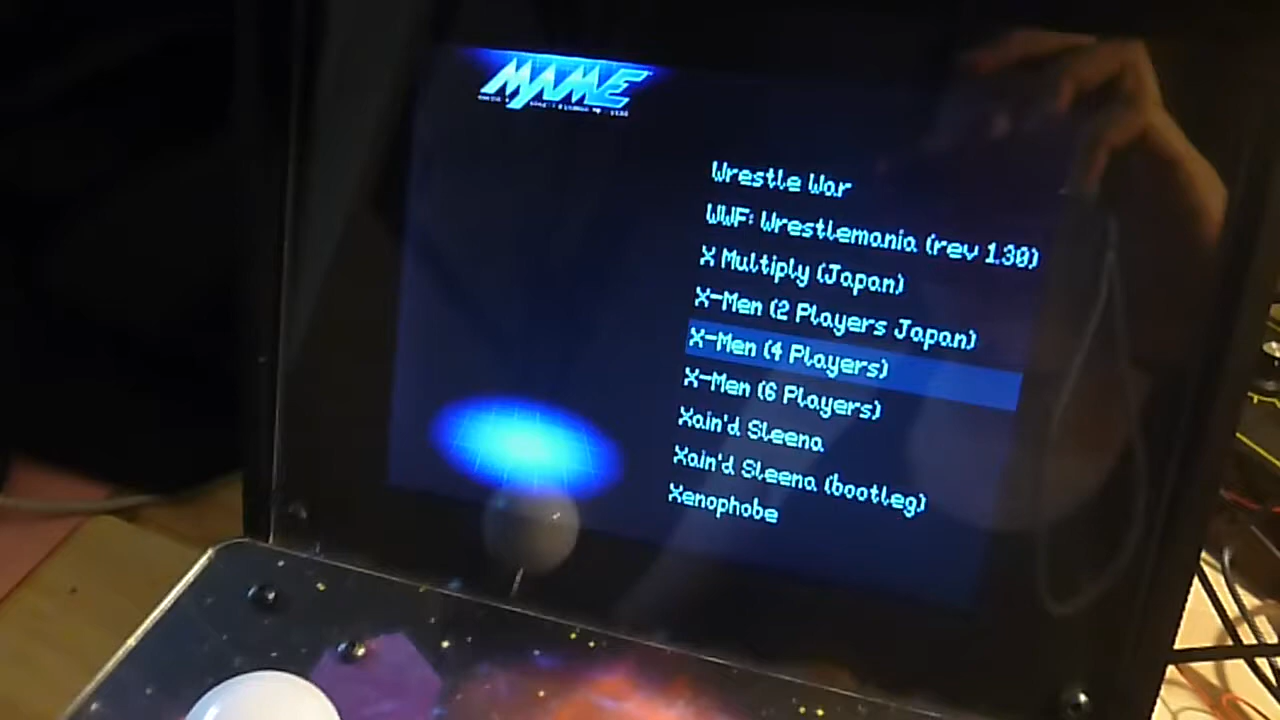 MAME
Wrestle War
WWF: Wrestlemania (rev 1.30)
X Multiply (Japan)
X-Men (2 Players Japan)
X-Men (4 Players)
X-Men (6 Players)
Xain'd Sleena
Xain'd Sleena (bootleg)
Xenophobe